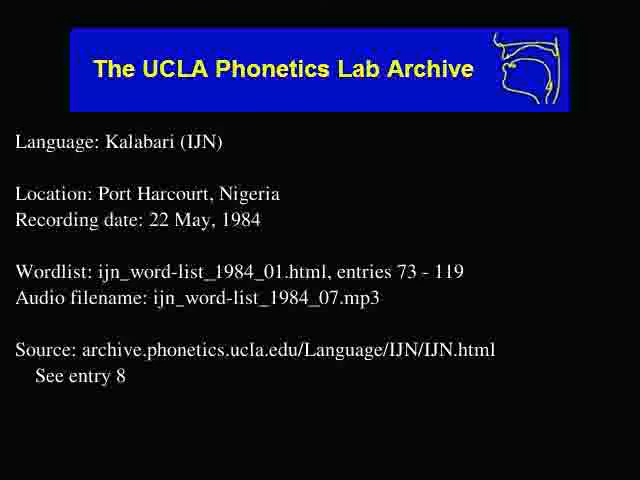 The UCLA Phonetics Lab Archive
Language: Kalabari (IJN)
Location: Port Harcourt, Nigeria
Recording date: 22 May, 1984
Wordlist: ijn_word-list_1984_01.html, entries 73 - 119
Audio filename: ijn_word-list_1984_07.mp3
Source: archive.phonetics.ucla.edu/Language/IJN/IJN.html
See entry 8